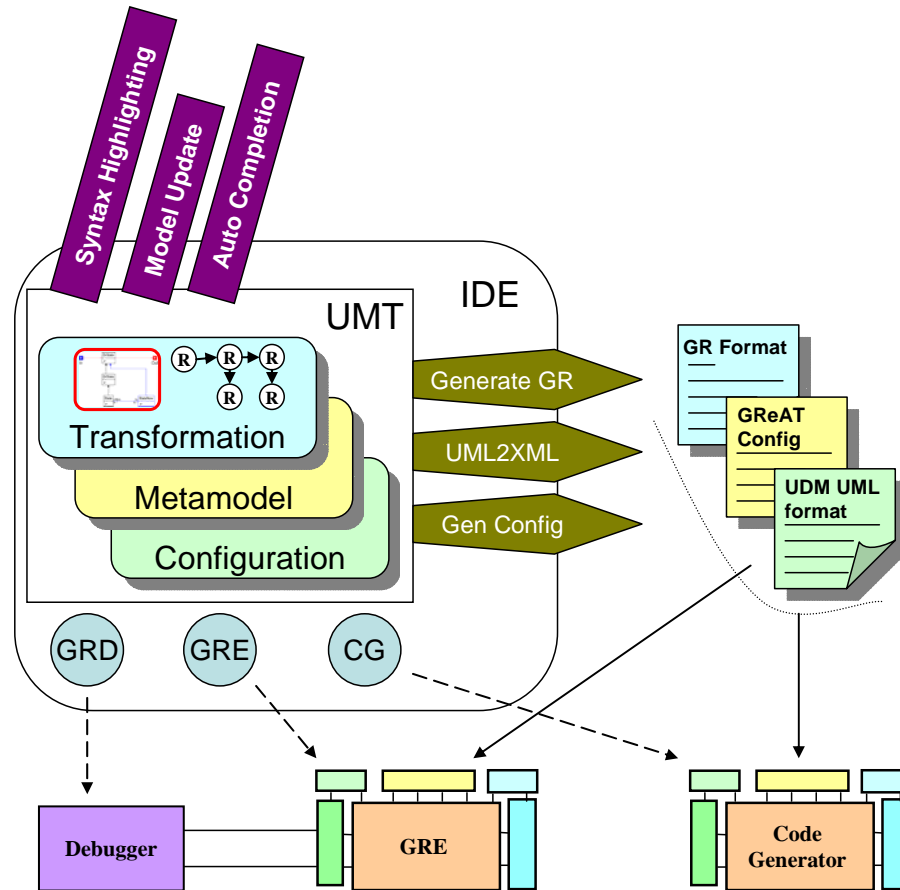 Syntax Highlighting
Model Update
Auto Completion
IDE
UMT
R
R
R
R
R
Transformation
Metamodel
Configuration
Generate GR
UML2XML
Gen Config
GR Format
GReAT
Config
UDM UML
format
GRD
GRE
CG
Debugger
GRE
Code
Generator